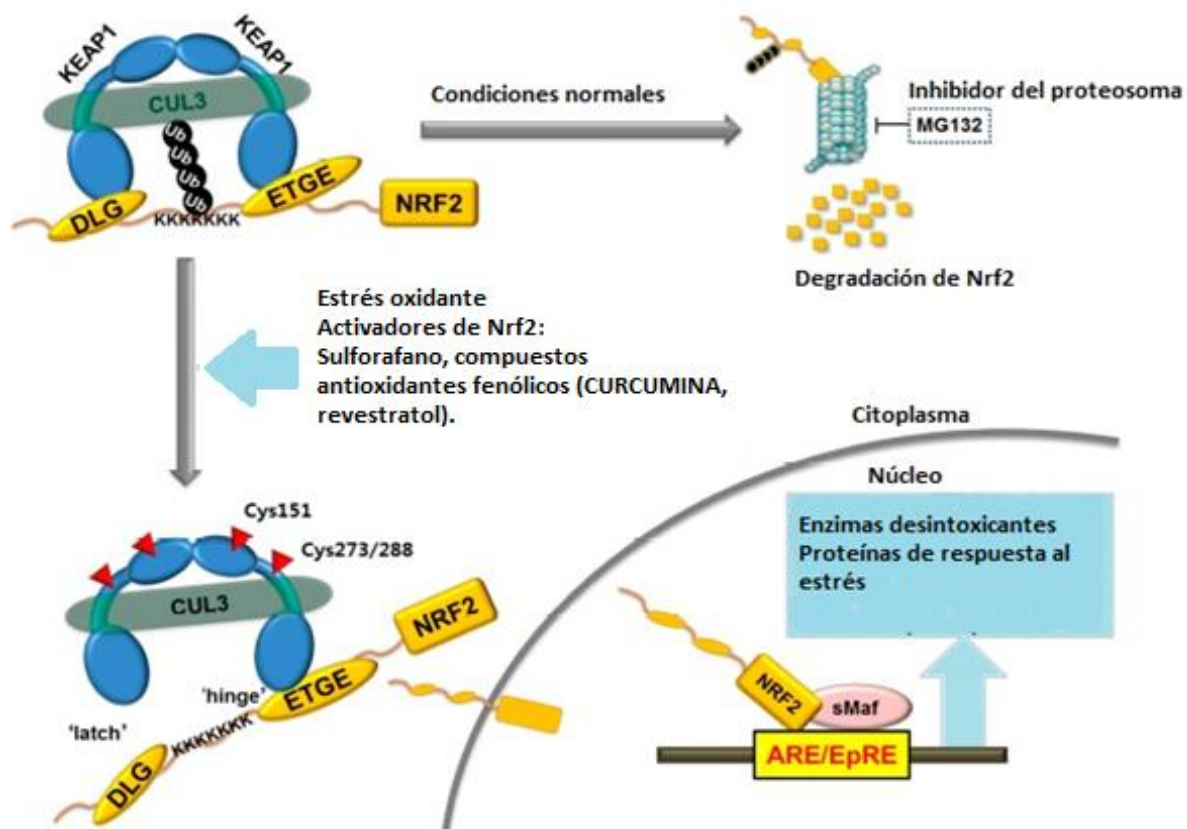 KEAP1
KEAP1
CUL3
Ub
Ub
Ub
Ub
KKKKKKK
DLG
ETGE
NRF2
Condiciones normales
Inhibidor del proteosoma
MG132
Degradación de Nrf2
Estrés oxidante
Activadores de Nrf2:
Sulforafano, compuestos
antioxidantes fenólicos (CURCUMINA,
revestratol).
Citoplasma
Núcleo
Enzimas desintoxicantes
Proteínas de respuesta al
estrés
Cys151
Cys273/288
CUL3
NRF2
'hinge'
ETGE
'latch'
KKKKKKK
DLG
NRF2
sMaf
ARE/EpRE